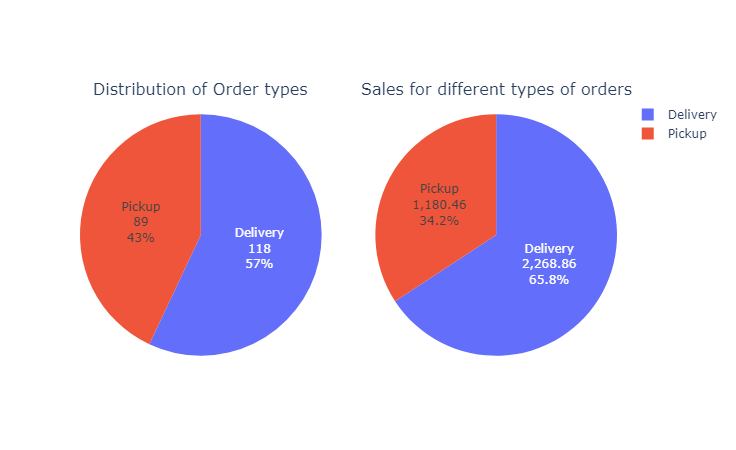 Distribution of Order types
Sales for different types of orders
Delivery
Pickup
Pickup
89
43%
Delivery
118
57%
Pickup
1,180.46
34.2%
Delivery
2,268.86
65.8%